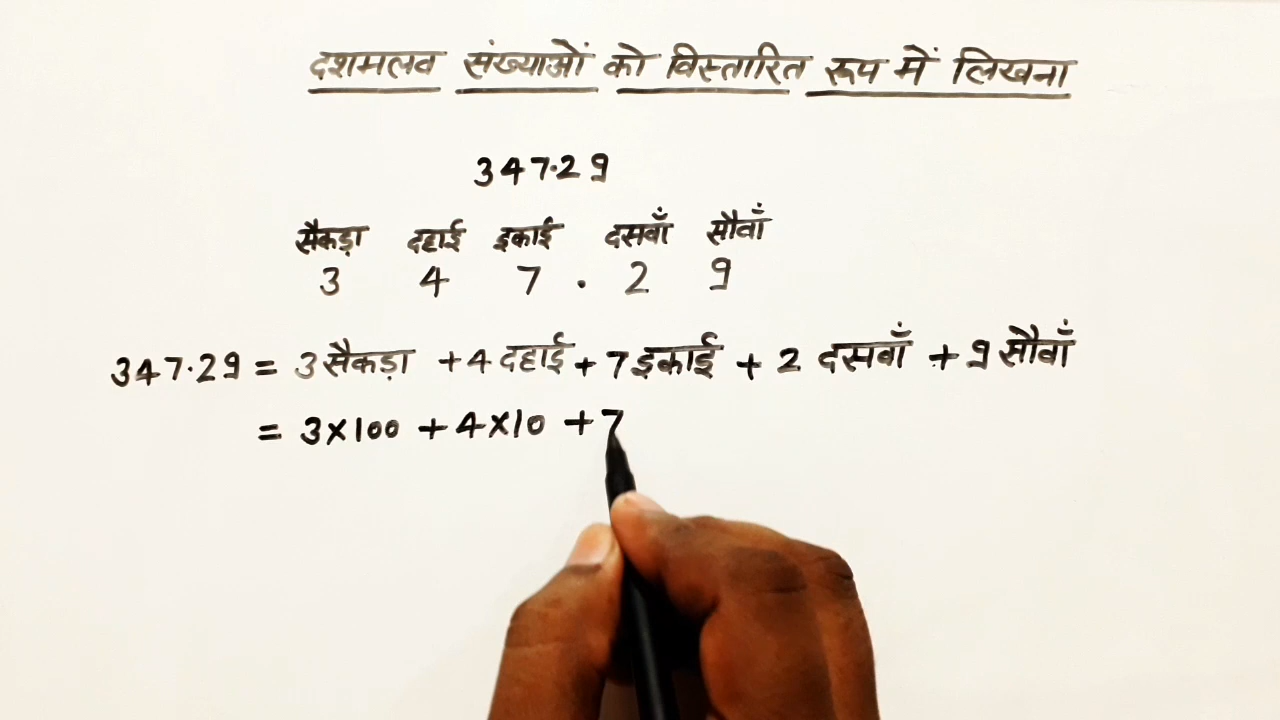 दशमलव संख्याओं को विस्तारित रूप में लिखना
347.29
सैकड़ा दहाई इकाई दसवाँ सौवाँ
3 4 7 . 2 9
347.29 = 3 सैकड़ा + 4 दहाई + 7 इकाई + 2 दसवाँ + 9 सौवाँ
= 3×100 + 4×10 + 7